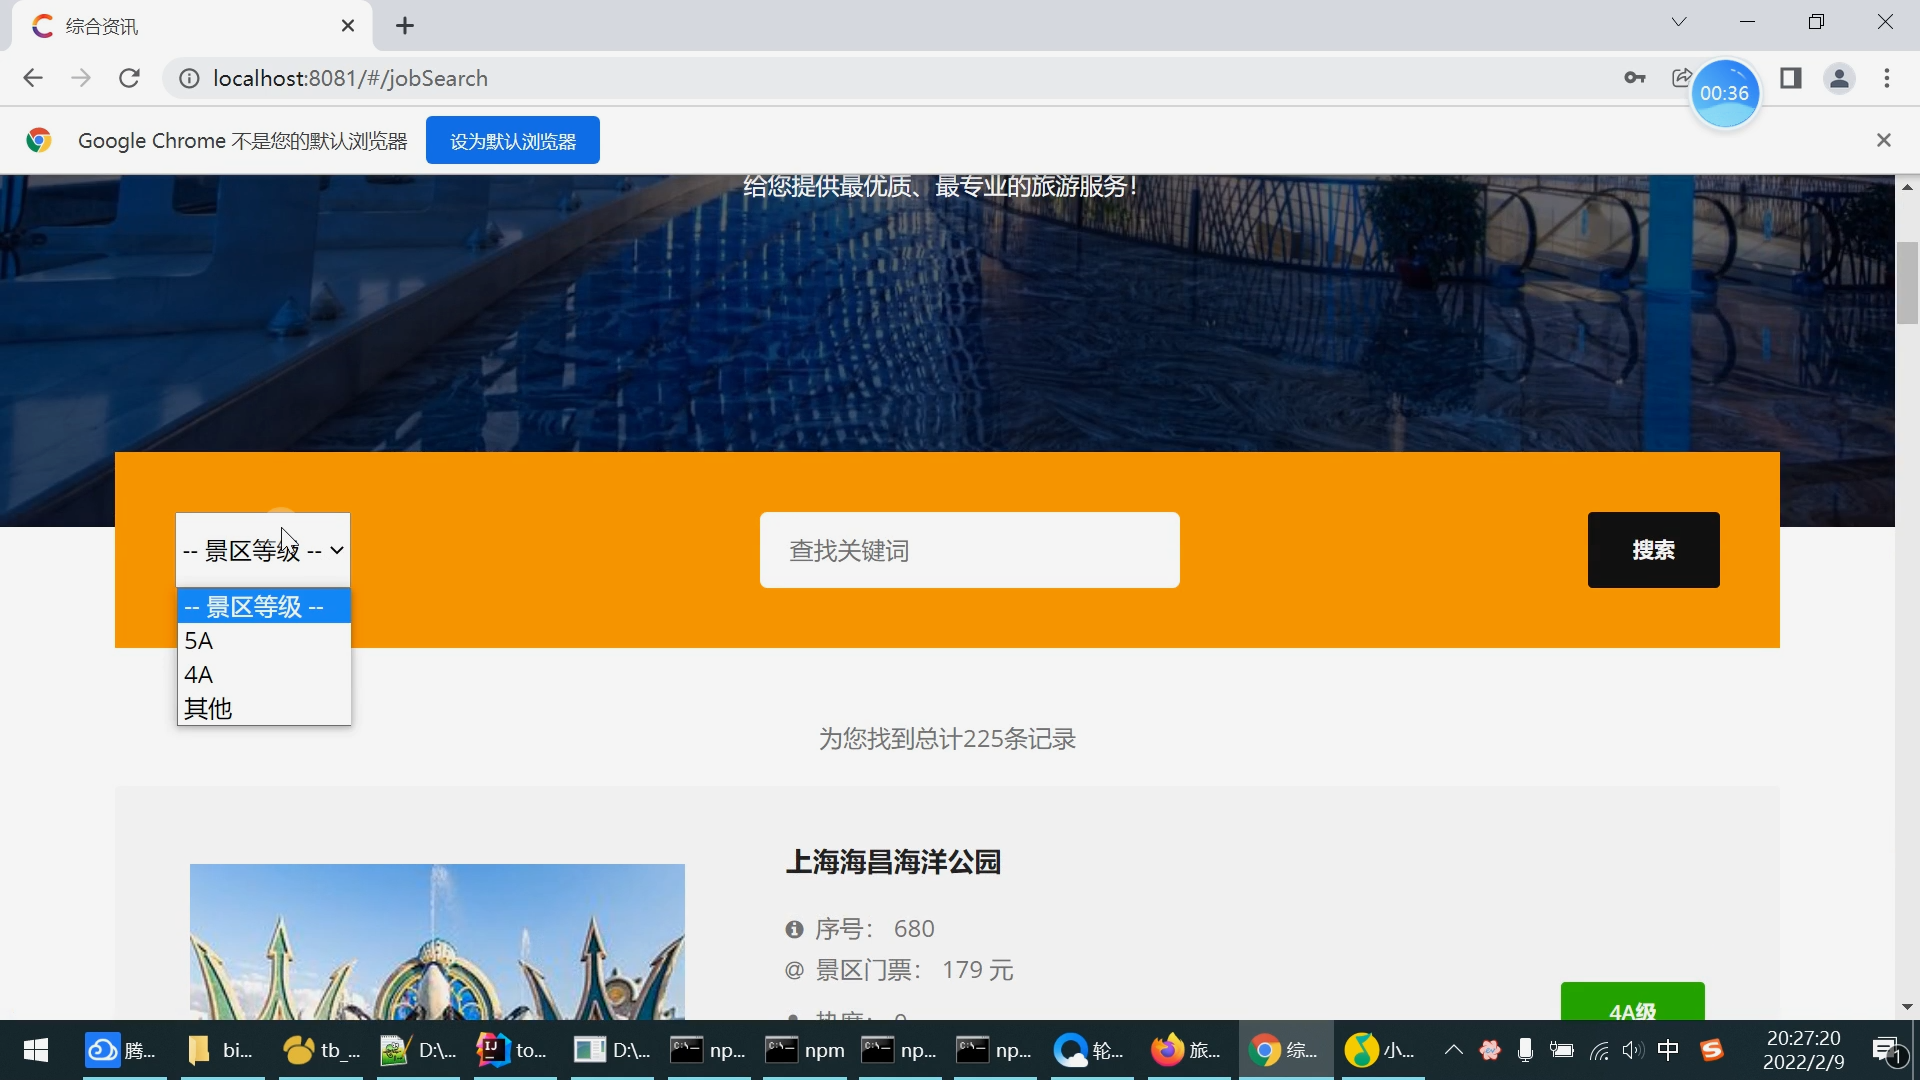 综合资讯
localhost:8081/#/jobSearch
00:36
Google Chrome 不是您的默认浏览器
设为默认浏览器
给您提供最优质、最专业的旅游服务!
-- 景区等级 --
查找关键词
搜索
-- 景区等级 --
5A
4A
其他
为您找到总计225条记录
上海海昌海洋公园
序号： 680
@ 景区门票： 179 元
4A级
腾...
bi...
tb_...
D:\...
to...
D:\...
np...
npm
np...
np...
轮...
旅...
综...
小...
中
20:27:20
2022/2/9
1